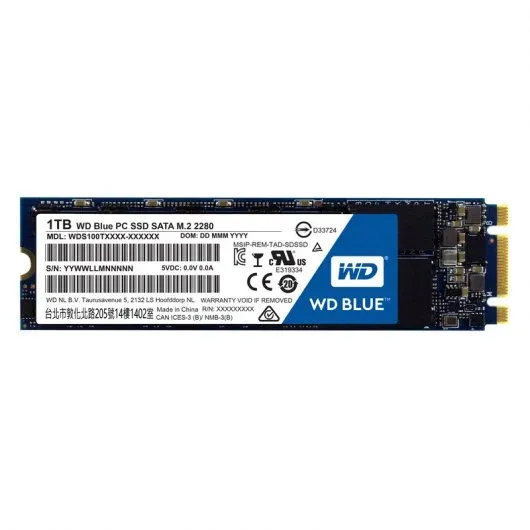 1TB WD Blue PC SSD SATA M.2 2280
MDL: WDS100TXXXX-XXXXXX
DOM: DD MMM YYYY
S/N: YYWWLLMNNNNN
5VDC: 0.0V 0.0A
WD NL B.V. Taurusavenue 5, 2132 LS Hoofddorp NL
台北市敦化北路205號14樓1402室
D33724
MSIP-REM-TAD-SDSSD
E319334
20
WARRANTY VOID IF REMOVED
Made in China R/N: XXXXXXXXX
CAN ICES-3 (B)/ NMB-3(B)
WD
WD BLUE™